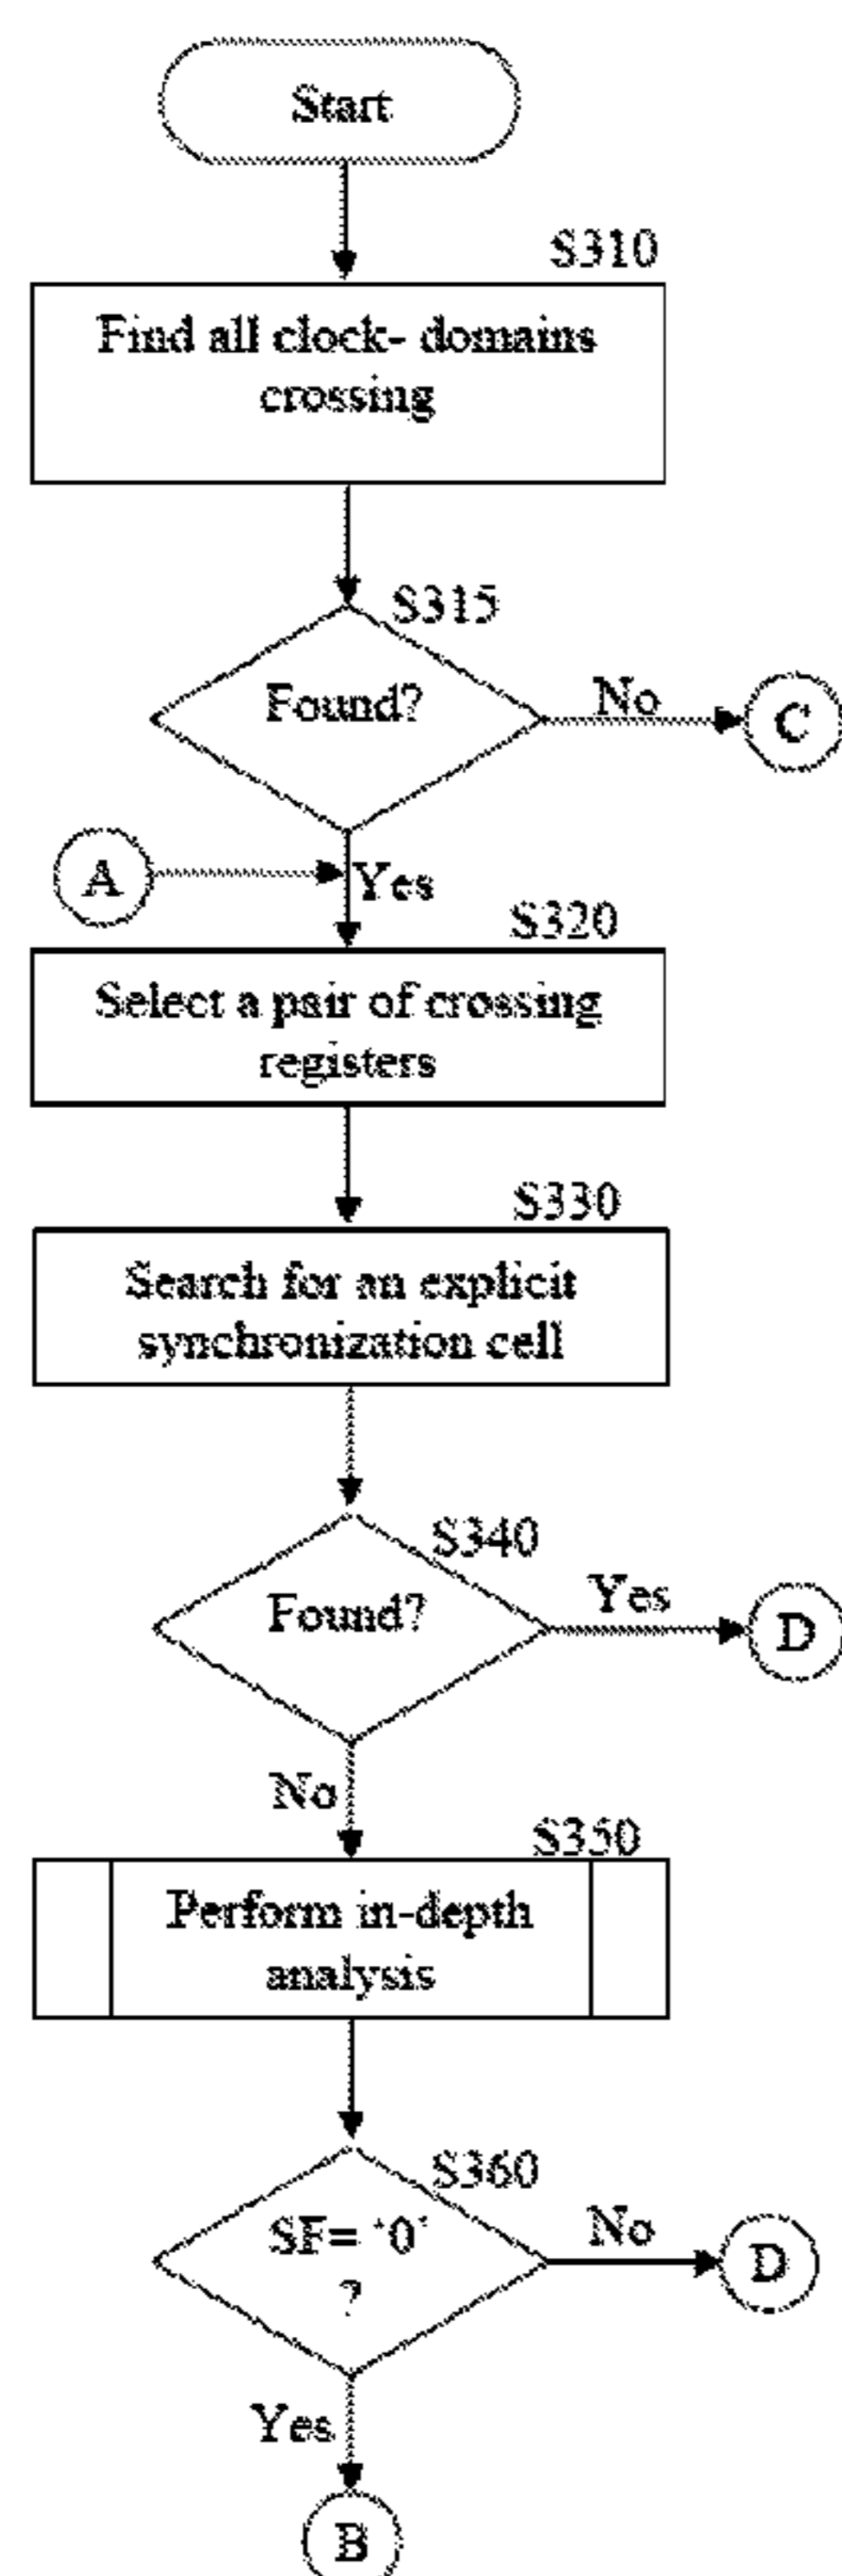 Start
S310
Find all clock- domains
crossing
S315
Found?
No
C
A
Yes
S320
Select a pair of crossing
registers
S330
Search for an explicit
synchronization cell
S340
Found?
Yes
D
No
S350
Perform in-depth
analysis
S360
SF= '0'
?
No
D
Yes
B